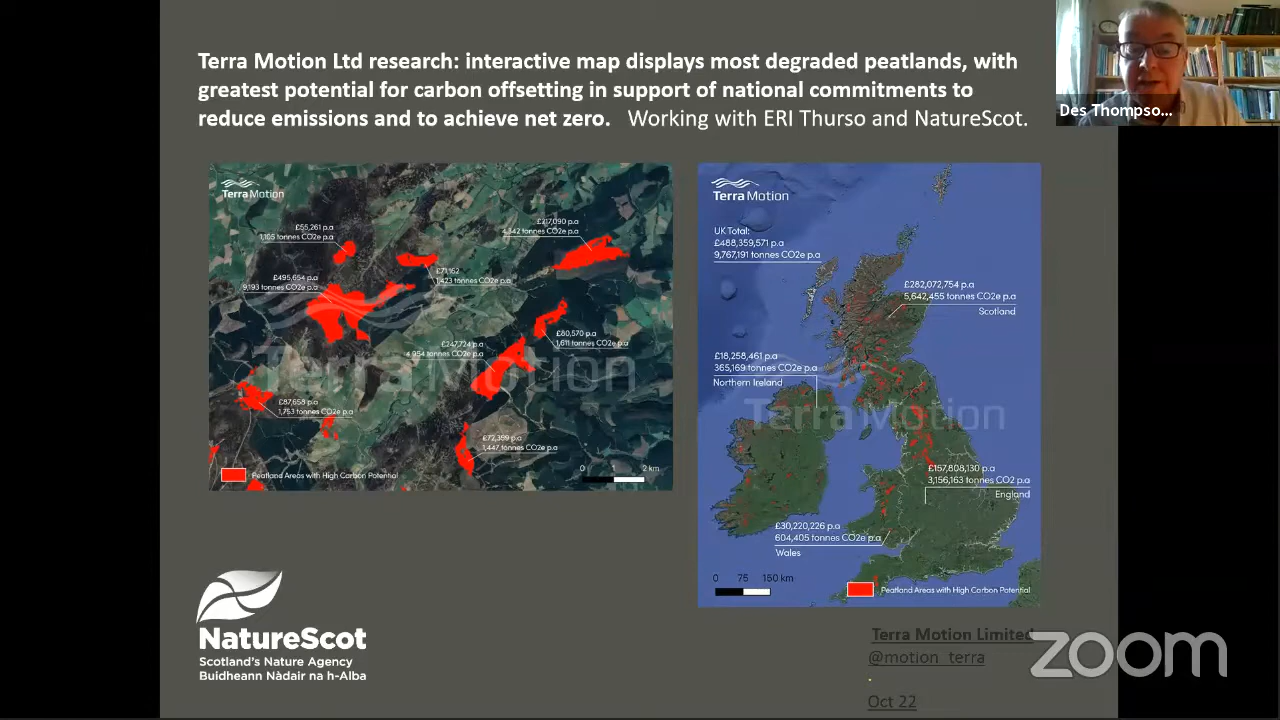 Terra Motion Ltd research: interactive map displays most degraded peatlands, with
greatest potential for carbon offsetting in support of national commitments to
reduce emissions and to achieve net zero. Working with ERI Thurso and NatureScot.
Des Thompso...
Terra Motion
£55,261 p.a
1,105 tonnes CO2e p.a
£217,090 p.a
4,342 tonnes CO2e p.a
£71,162
1,423 tonnes CO2e p.a
£495,654 p.a
9,193 tonnes CO2e p.a
£80,570 p.a
1,611 tonnes CO2e p.a
£247,724 p.a
4,954 tonnes CO2e p.a
Terra Motion
£87,658 p.a
1,753 tonnes CO2e p.a
£72,359 p.a
1,447 tonnes CO2e p.a
Peatland Areas with High Carbon Potential
0 1 2 km
Terra Motion
UK Total:
£488,359,571 p.a
9,767,191 tonnes CO2e p.a
£282,072,754 p.a
5,642,455 tonnes CO2e p.a
Scotland
£18,258,461 p.a
365,169 tonnes CO2e p.a
Northern Ireland
Terra Motion
£157,808,130 p.a
3,156,163 tonnes CO2 p.a
England
£30,220,226 p.a
604,405 tonnes CO2e p.a
Wales
0 75 150 km
Peatland Areas with High Carbon Potential
NatureScot
Scotland's Nature Agency
Buidheann Nàdair na h-Alba
Terra Motion Limited
@motion_terra
.
Oct 22
zoom